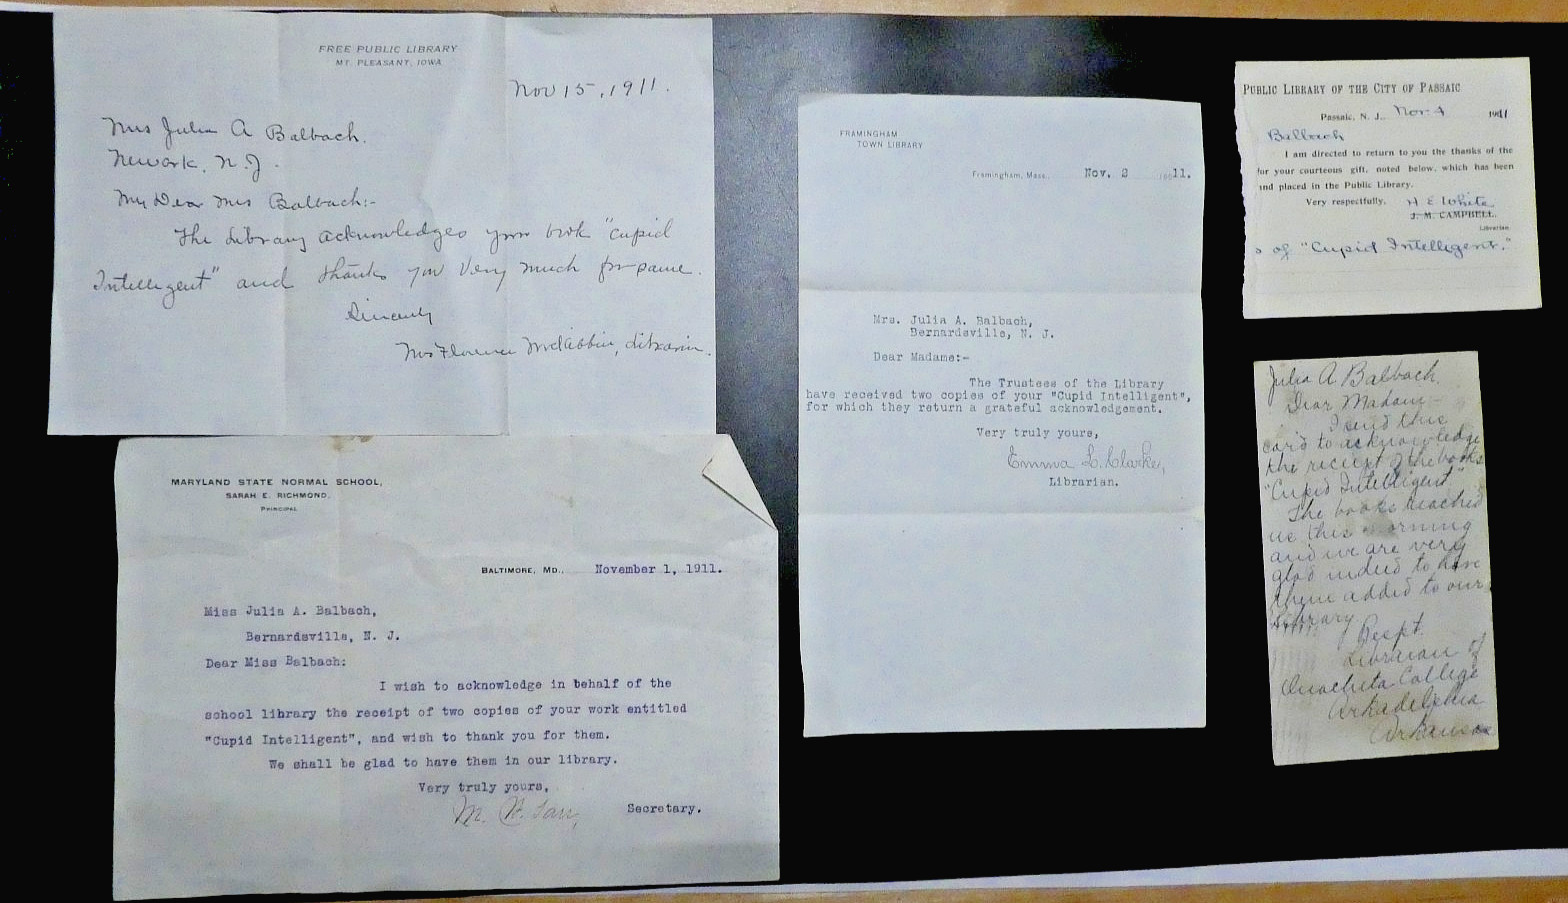 FREE PUBLIC LIBRARY
MT. PLEASANT, IOWA
Nov 15, 1911.
Mrs Julia A Balbach.
Newark, N.J.
My Dear Mrs Balbach:-
The Library acknowledges your book "Cupid
Intelligent" and thanks you very much for same.
Sincerely
Mrs Florence Librarian.
MARYLAND STATE NORMAL SCHOOL,
SARAH E. RICHMOND,
PRINCIPAL
BALTIMORE, MD., November 1, 1911.
Miss Julia A. Balbach,
Bernardsville, N. J.
Dear Miss Balbach:
I wish to acknowledge in behalf of the
school library the receipt of two copies of your work entitled
"Cupid Intelligent", and wish to thank you for them.
We shall be glad to have them in our library.
Very truly yours,
M. Secretary.
FRAMINGHAM
TOWN LIBRARY
Framingham, Mass., Nov. 2 1911.
Mrs. Julia A. Balbach,
Bernardsville, N. J.
Dear Madame:-
The Trustees of the Library
have received two copies of your "Cupid Intelligent",
for which they return a grateful acknowledgement.
Very truly yours,
Emma L. Clarke,
Librarian.
PUBLIC LIBRARY OF THE CITY OF PASSAIC
Passaic, N. J., Nov. 4 1911
Balbach
I am directed to return to you the thanks of the
for your courteous gift, noted below, which has been
and placed in the Public Library.
Very respectfully,
H E White
J. M. CAMPBELL,
Librarian
s of "Cupid Intelligent."
Julia A Balbach.
Dear Madam-
I send this
card to acknowledge
the reciept of the books
"Cupid Intelligent"
The books reached
us this morning
and we are very
glad indeed to have
them added to our
library
Resptˍ
Librarian of
Ouachita College
Arkadelphia
Arkansas